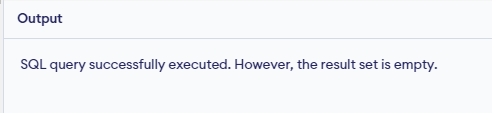 Output
SQL query successfully executed. However, the result set is empty.